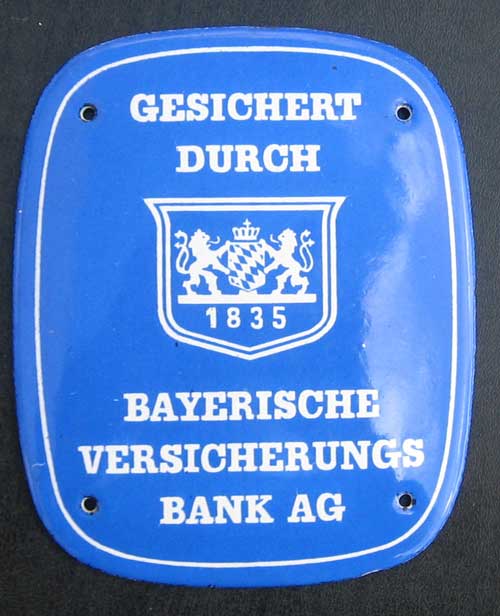 GESICHERT
DURCH
1835
BAYERISCHE
VERSICHERUNGS
BANK AG